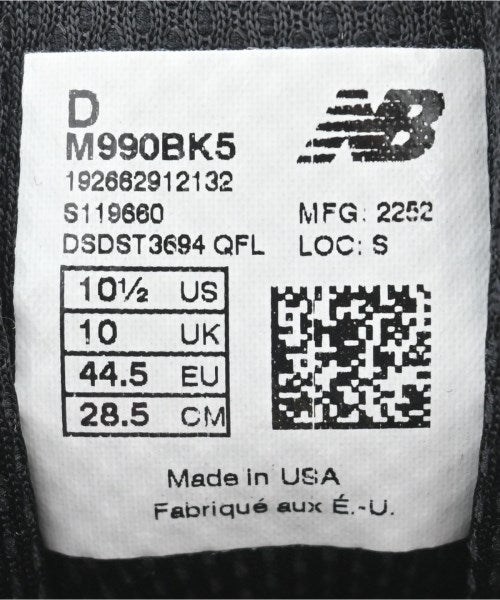 D
M990BK5
192662912132
S119660
DSDST3694 QFL
NB
MFG: 2252
LOC: S
10½ US
10 UK
44.5 EU
28.5 CM
Made in USA
Fabriqué aux É.-U.